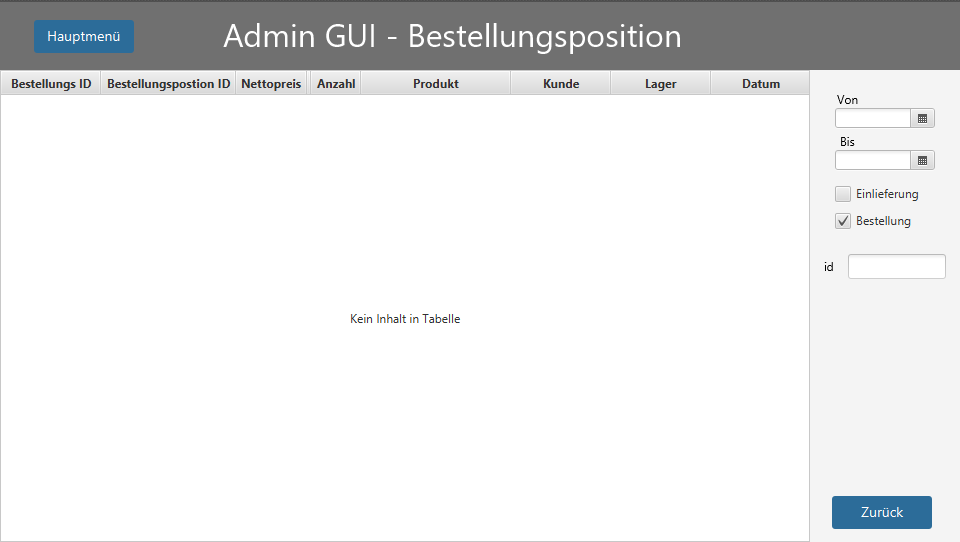 Hauptmenü
Admin GUI - Bestellungsposition
Bestellungs ID Bestellungspostion ID Nettopreis Anzahl Produkt Kunde Lager Datum
Von
Bis
Einlieferung
Bestellung
id
Kein Inhalt in Tabelle
Zurück